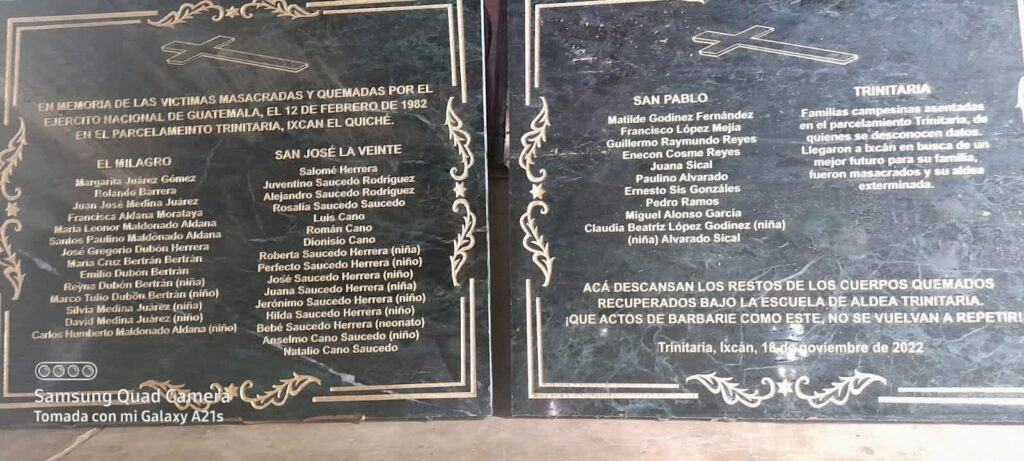 EN MEMORIA DE LAS VICTIMAS MASACRADAS Y QUEMADAS POR EL
EJÉRCITO NACIONAL DE GUATEMALA, EL 12 DE FEBRERO DE 1982
EN EL PARCELAMEINTO TRINITARIA, IXCAN EL QUICHÉ.
EL MILAGRO
Margarita Juárez Gómez
Rolando Barrera
Juan José Medina Juárez
Francisca Aldana Morataya
María Leonor Maldonado Aldana
Santos Paulino Maldonado Aldana
José Gregorio Dubón Herrera
María Cruz Bertrán Bertrán
Emilio Dubón Bertrán
Reyna Dubón Bertrán (niña)
Marco Tulio Dubón Bertrán (niño)
Silvia Medina Juárez (niña)
David Medina Juárez (niño)
Carlos Humberto Maldonado Aldana (niño)
SAN JOSÉ LA VEINTE
Salomé Herrera
Juventino Saucedo Rodríguez
Alejandro Saucedo Rodríguez
Rosalía Saucedo Saucedo
Luis Cano
Román Cano
Dionisio Cano
Roberta Saucedo Herrera (niña)
Perfecto Saucedo Herrera (niño)
José Saucedo Herrera (niño)
Juana Saucedo Herrera (niña)
Jerónimo Saucedo Herrera (niño)
Hilda Saucedo Herrera (niña)
Bebé Saucedo Herrera (neonato)
Anselmo Cano Saucedo (niño)
Natalio Cano Saucedo
SAN PABLO
Matilde Godinez Fernández
Francisco López Mejía
Guillermo Raymundo Reyes
Enecon Cosme Reyes
Juana Sical
Paulino Alvarado
Ernesto Sis Gonzáles
Pedro Ramos
Miguel Alonso García
Claudia Beatriz López Godinez (niña)
(niña) Alvarado Sical
TRINITARIA
Familias campesinas asentadas
en el parcelamiento Trinitaria, de
quienes se desconocen datos.
Llegaron a Ixcán en busca de un
mejor futuro para su familia,
fueron masacrados y su aldea
exterminada.
ACÁ DESCANSAN LOS RESTOS DE LOS CUERPOS QUEMADOS
RECUPERADOS BAJO LA ESCUELA DE ALDEA TRINITARIA.
¡QUE ACTOS DE BARBARIE COMO ESTE, NO SE VUELVAN A REPETIR!
Trinitaria, Ixcán, 18 de noviembre de 2022
Samsung Quad Camera
Tomada con mi Galaxy A21s